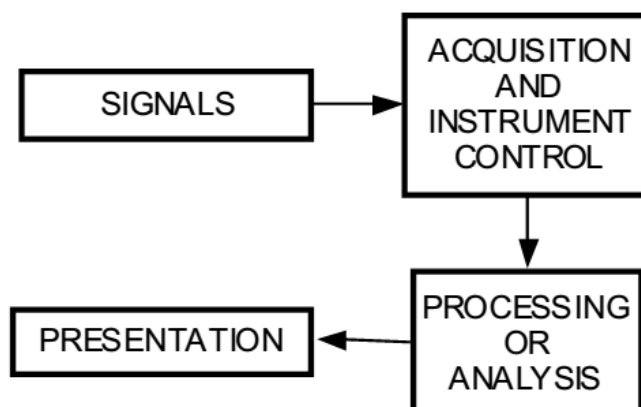 SIGNALS
ACQUISITION
AND
INSTRUMENT
CONTROL
PROCESSING
OR
ANALYSIS
PRESENTATION